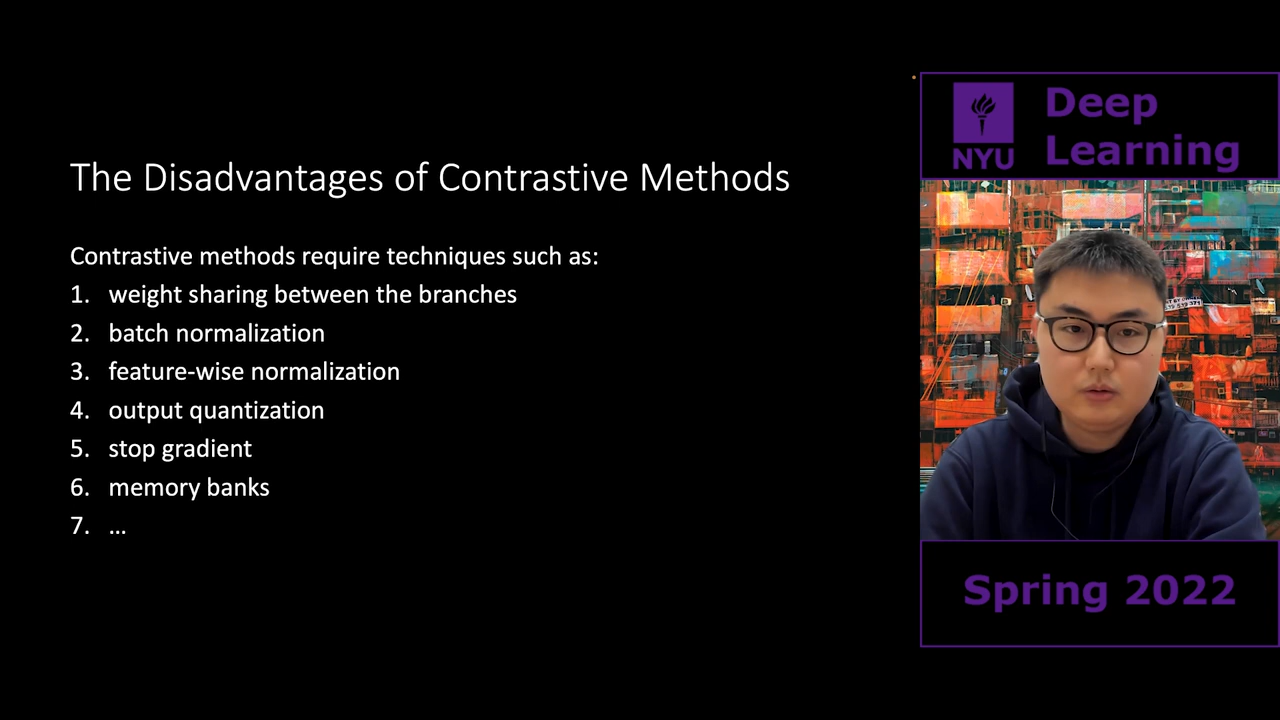 The Disadvantages of Contrastive Methods
Contrastive methods require techniques such as:
1. weight sharing between the branches
2. batch normalization
3. feature-wise normalization
4. output quantization
5. stop gradient
6. memory banks
7. ...
NYU
Deep
Learning
Spring 2022